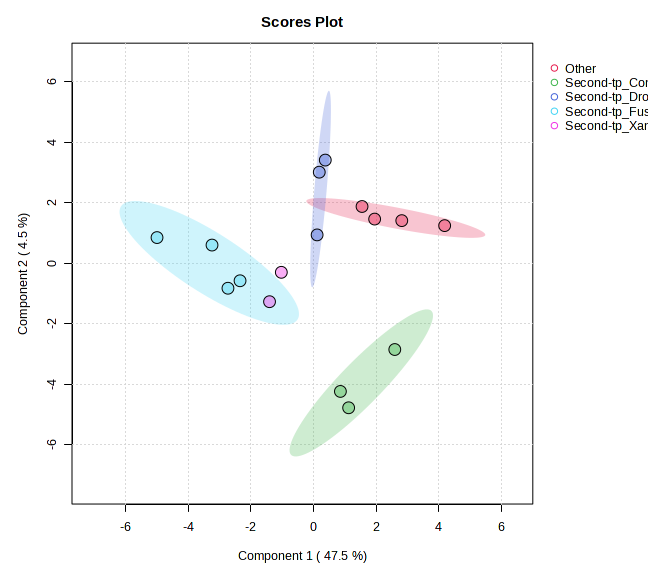 Scores Plot
Other
Second-tp_Cor
Second-tp_Dro
Second-tp_Fus
Second-tp_Xar
6
4
2
0
-2
-4
-6
Component 2 ( 4.5 %)
-6 -4 -2 0 2 4 6
Component 1 ( 47.5 %)